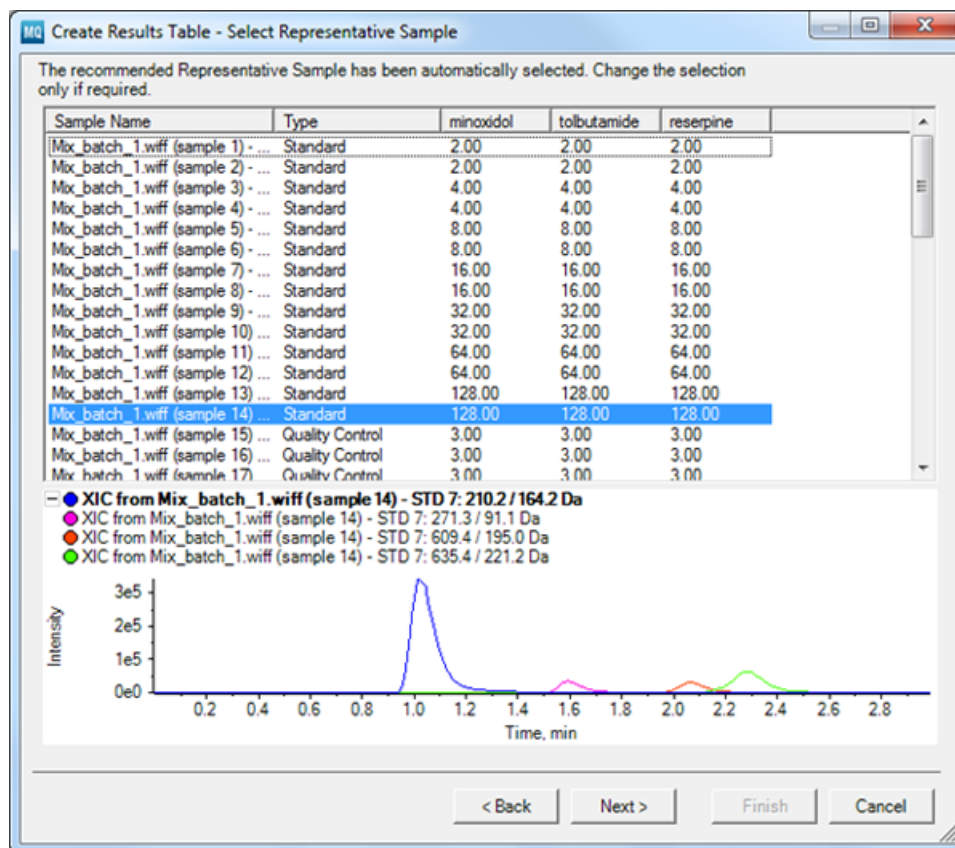 MQ Create Results Table - Select Representative Sample
The recommended Representative Sample has been automatically selected. Change the selection
only if required.
Sample Name Type minoxidol tolbutamide reserpine
Mix_batch_1.wiff (sample 1) - ... Standard 2.00 2.00 2.00
Mix_batch_1.wiff (sample 2) - ... Standard 2.00 2.00 2.00
Mix_batch_1.wiff (sample 3) - ... Standard 4.00 4.00 4.00
Mix_batch_1.wiff (sample 4) - ... Standard 4.00 4.00 4.00
Mix_batch_1.wiff (sample 5) - ... Standard 8.00 8.00 8.00
Mix_batch_1.wiff (sample 6) - ... Standard 8.00 8.00 8.00
Mix_batch_1.wiff (sample 7) - ... Standard 16.00 16.00 16.00
Mix_batch_1.wiff (sample 8) - ... Standard 16.00 16.00 16.00
Mix_batch_1.wiff (sample 9) - ... Standard 32.00 32.00 32.00
Mix_batch_1.wiff (sample 10) ... Standard 32.00 32.00 32.00
Mix_batch_1.wiff (sample 11) ... Standard 64.00 64.00 64.00
Mix_batch_1.wiff (sample 12) ... Standard 64.00 64.00 64.00
Mix_batch_1.wiff (sample 13) ... Standard 128.00 128.00 128.00
Mix_batch_1.wiff (sample 14) ... Standard 128.00 128.00 128.00
Mix_batch_1.wiff (sample 15) ... Quality Control 3.00 3.00 3.00
Mix_batch_1.wiff (sample 16) ... Quality Control 3.00 3.00 3.00
Mix_batch_1.wiff (sample 17) ... Quality Control 3.00 3.00 3.00
XIC from Mix_batch_1.wiff (sample 14) - STD 7: 210.2 / 164.2 Da
XIC from Mix_batch_1.wiff (sample 14) - STD 7: 271.3 / 91.1 Da
XIC from Mix_batch_1.wiff (sample 14) - STD 7: 609.4 / 195.0 Da
XIC from Mix_batch_1.wiff (sample 14) - STD 7: 635.4 / 221.2 Da
Intensity
3e5
2e5
1e5
0e0
0.2 0.4 0.6 0.8 1.0 1.2 1.4 1.6 1.8 2.0 2.2 2.4 2.6 2.8
Time, min
< Back Next > Finish Cancel